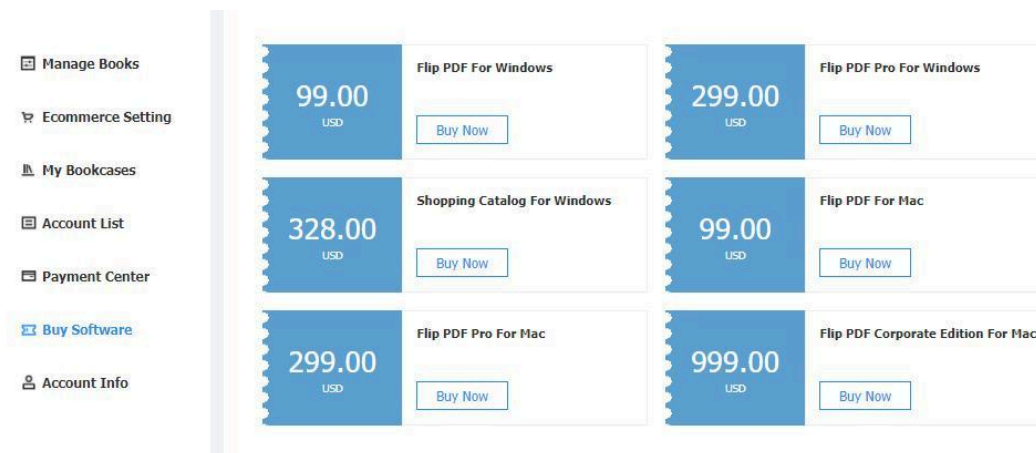 Manage Books
Ecommerce Setting
My Bookcases
Account List
Payment Center
Buy Software
Account Info
99.00
USD
Flip PDF For Windows
Buy Now
299.00
USD
Flip PDF Pro For Windows
Buy Now
328.00
USD
Shopping Catalog For Windows
Buy Now
99.00
USD
Flip PDF For Mac
Buy Now
299.00
USD
Flip PDF Pro For Mac
Buy Now
999.00
USD
Flip PDF Corporate Edition For Mac
Buy Now